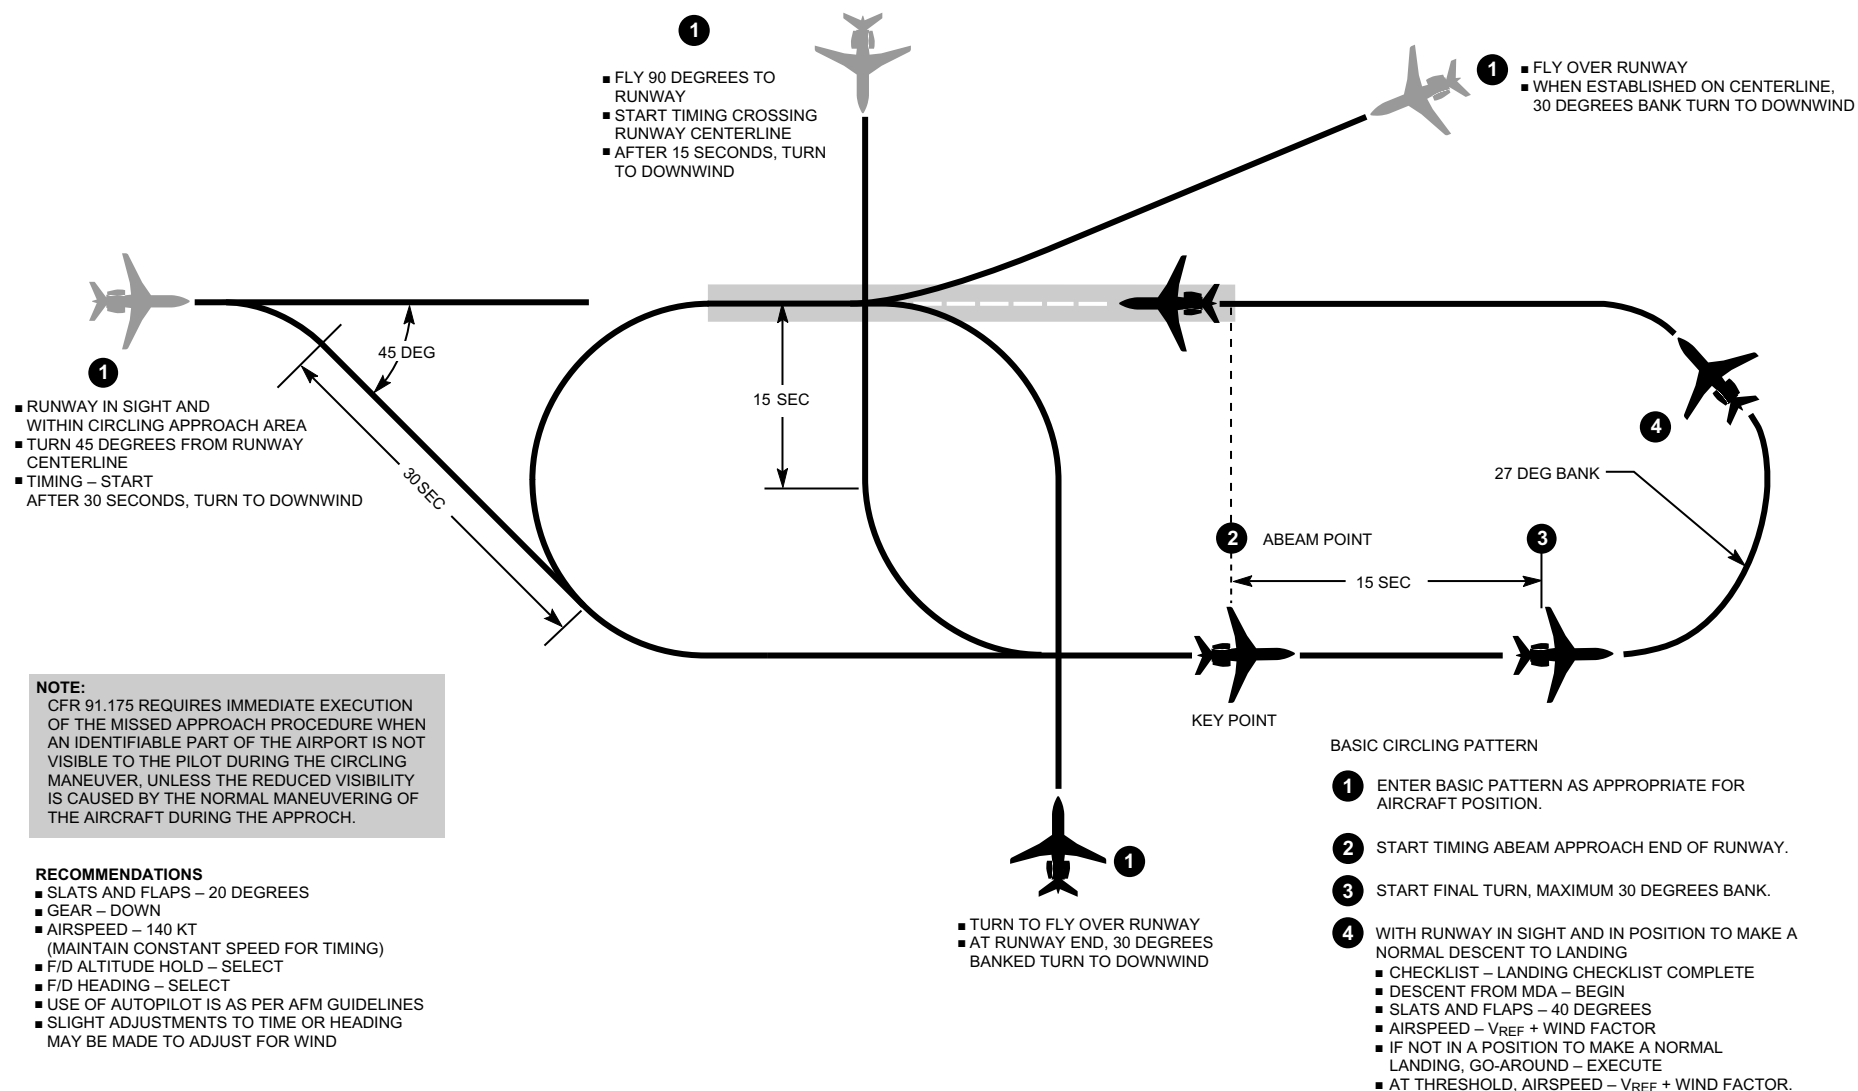 1
■ FLY 90 DEGREES TO
RUNWAY
■ START TIMING CROSSING
RUNWAY CENTERLINE
■ AFTER 15 SECONDS, TURN
TO DOWNWIND
1
■ FLY OVER RUNWAY
■ WHEN ESTABLISHED ON CENTERLINE,
30 DEGREES BANK TURN TO DOWNWIND
45 DEG
1
■ RUNWAY IN SIGHT AND
WITHIN CIRCLING APPROACH AREA
■ TURN 45 DEGREES FROM RUNWAY
CENTERLINE
■ TIMING – START
AFTER 30 SECONDS, TURN TO DOWNWIND
30 SEC
15 SEC
4
27 DEG BANK
2 ABEAM POINT
3
15 SEC
KEY POINT
NOTE:
CFR 91.175 REQUIRES IMMEDIATE EXECUTION
OF THE MISSED APPROACH PROCEDURE WHEN
AN IDENTIFIABLE PART OF THE AIRPORT IS NOT
VISIBLE TO THE PILOT DURING THE CIRCLING
MANEUVER, UNLESS THE REDUCED VISIBILITY
IS CAUSED BY THE NORMAL MANEUVERING OF
THE AIRCRAFT DURING THE APPROCH.
RECOMMENDATIONS
■ SLATS AND FLAPS – 20 DEGREES
■ GEAR – DOWN
■ AIRSPEED – 140 KT
(MAINTAIN CONSTANT SPEED FOR TIMING)
■ F/D ALTITUDE HOLD – SELECT
■ F/D HEADING – SELECT
■ USE OF AUTOPILOT IS AS PER AFM GUIDELINES
■ SLIGHT ADJUSTMENTS TO TIME OR HEADING
MAY BE MADE TO ADJUST FOR WIND
1
■ TURN TO FLY OVER RUNWAY
■ AT RUNWAY END, 30 DEGREES
BANKED TURN TO DOWNWIND
BASIC CIRCLING PATTERN
1 ENTER BASIC PATTERN AS APPROPRIATE FOR
AIRCRAFT POSITION.
2 START TIMING ABEAM APPROACH END OF RUNWAY.
3 START FINAL TURN, MAXIMUM 30 DEGREES BANK.
4 WITH RUNWAY IN SIGHT AND IN POSITION TO MAKE A
NORMAL DESCENT TO LANDING
■ CHECKLIST – LANDING CHECKLIST COMPLETE
■ DESCENT FROM MDA – BEGIN
■ SLATS AND FLAPS – 40 DEGREES
■ AIRSPEED – VREF + WIND FACTOR
■ IF NOT IN A POSITION TO MAKE A NORMAL
LANDING, GO-AROUND – EXECUTE
■ AT THRESHOLD, AIRSPEED – VREF + WIND FACTOR.